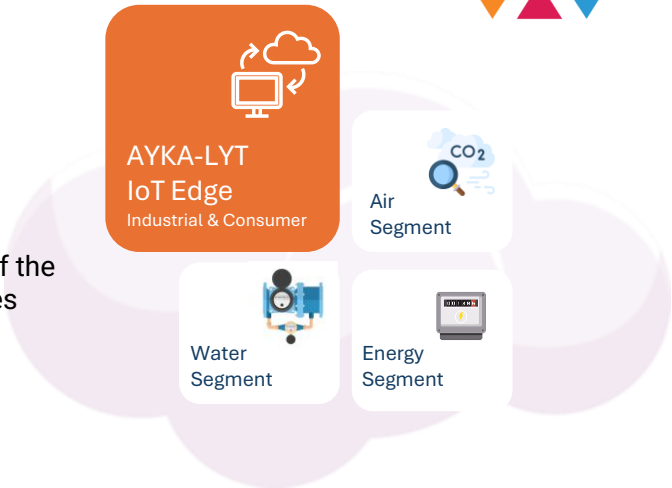 AYKA-LYT
IoT Edge
Industrial & Consumer
CO2
Air
Segment
f the
es
Water
Segment
Energy
Segment